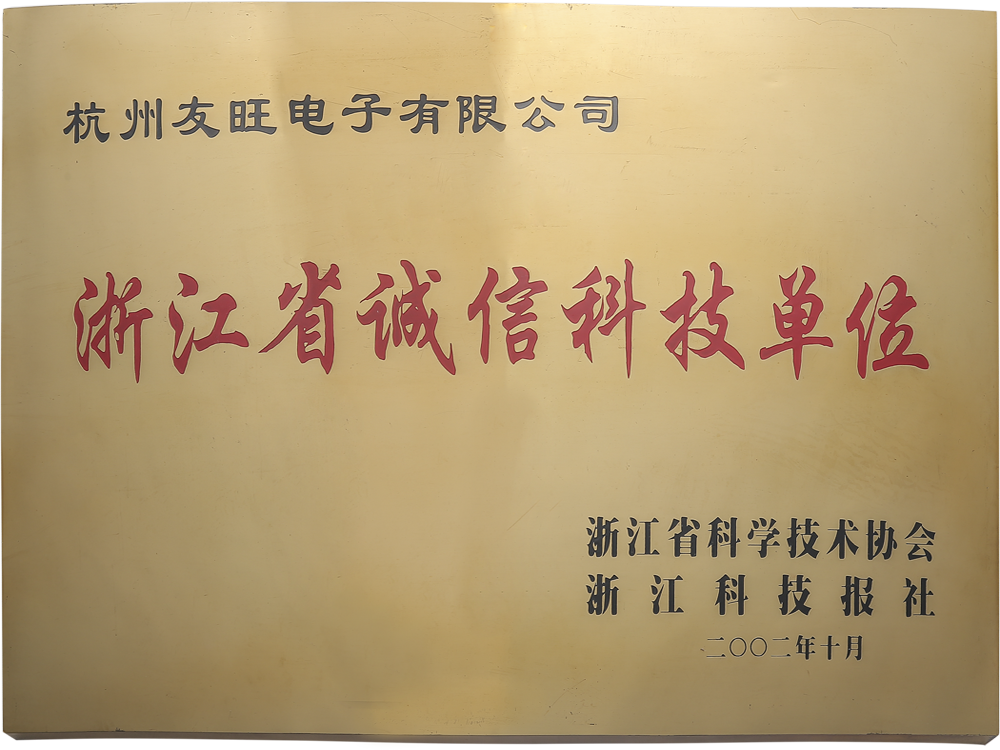 杭州友旺电子有限公司
浙江省诚信科技单位
浙江省科学技术协会
浙江科技报社
二〇〇二年十月